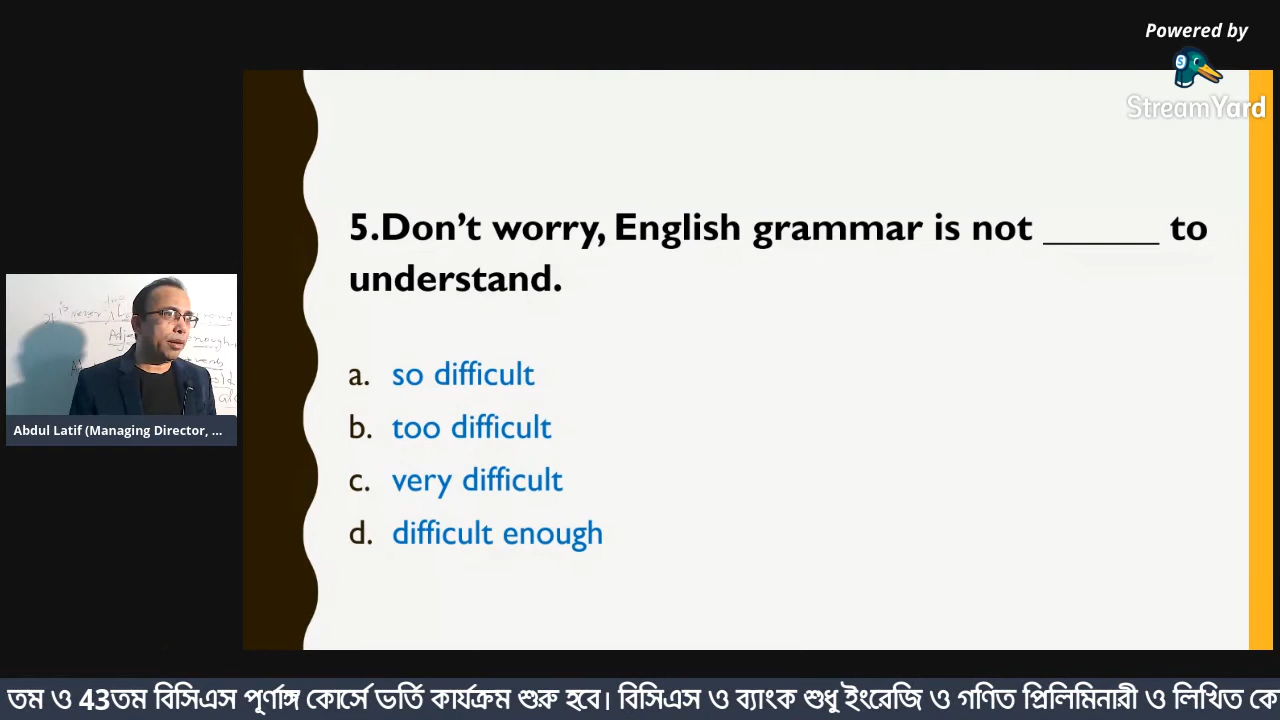 Powered by
StreamYard
5.Don’t worry, English grammar is not ______ to
understand.
a. so difficult
b. too difficult
c. very difficult
d. difficult enough
Abdul Latif (Managing Director, ...
তম ও 43তম বিসিএস পূর্ণাঙ্গ কোর্সে ভর্তি কার্যক্রম শুরু হবে। বিসিএস ও ব্যাংক শুধু ইংরেজি ও গণিত প্রিলিমিনারী ও লিখিত কো